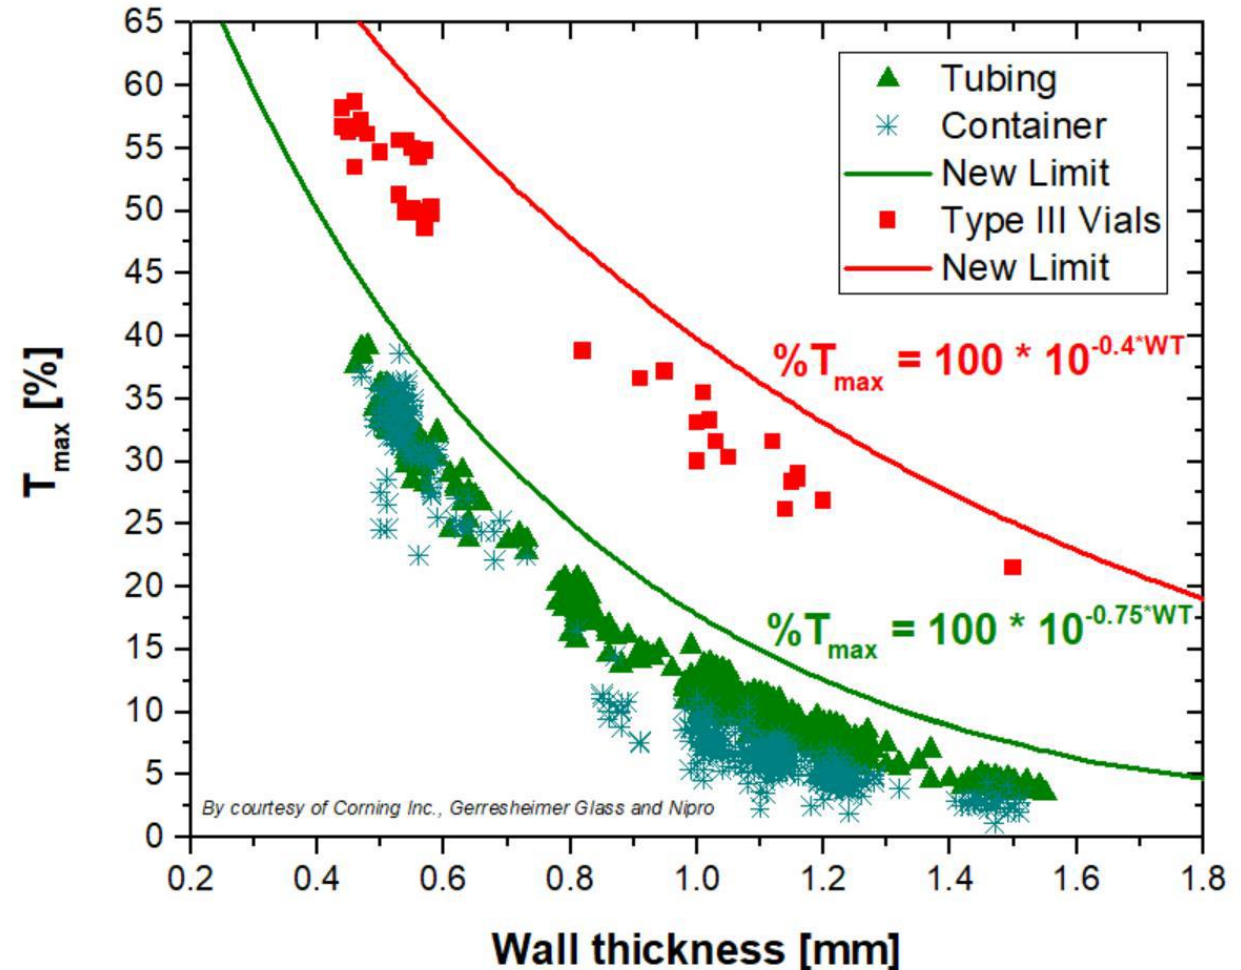 65
60
55
50
45
40
35
30
25
20
15
10
5
0
T_max [%]
Tubing
Container
New Limit
Type III Vials
New Limit
%T_max = 100 * 10^-0.4*WT
%T_max = 100 * 10^-0.75*WT
By courtesy of Corning Inc., Gerresheimer Glass and Nipro
0.2 0.4 0.6 0.8 1.0 1.2 1.4 1.6 1.8
Wall thickness [mm]